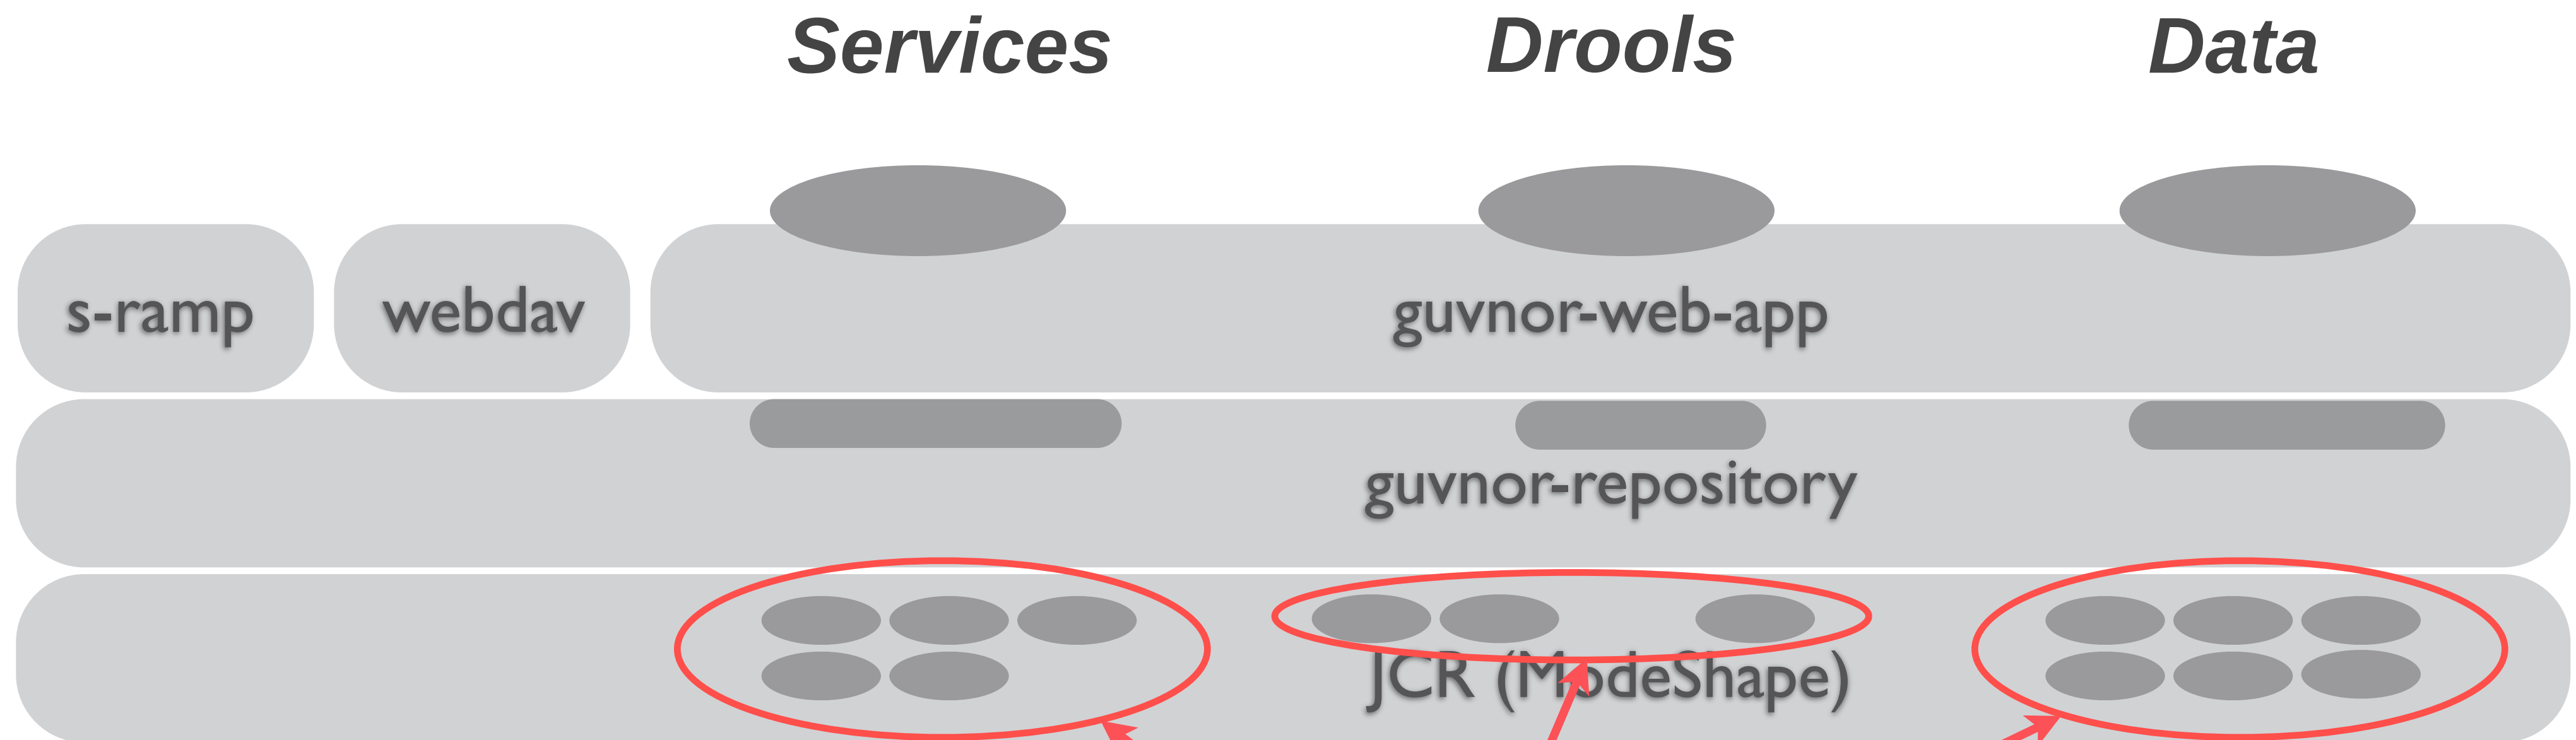 Services Drools Data
s-ramp webdav guvnor-web-app
guvnor-repository
JCR (ModeShape)